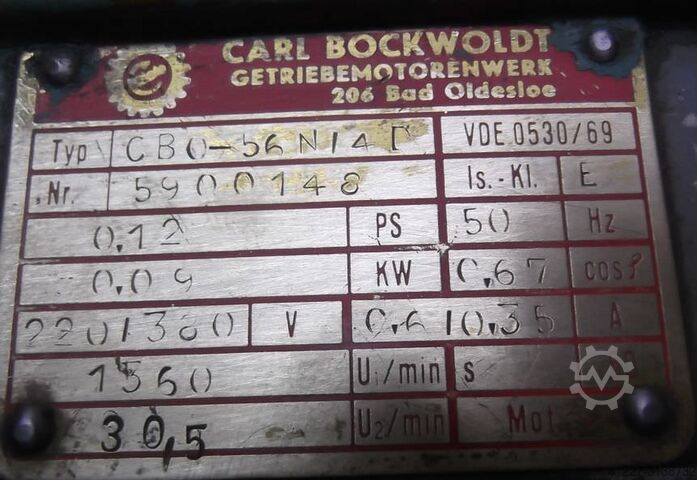 CARL BOCKWOLDT
GETRIEBEMOTORENWERK
206 Bad Oldesloe
Typ CBO-56N14 VDE 0530/69
Nr. 5900148 Is.-Kl. E
0.12 PS 50 Hz
0.09 KW 0.67 cosφ
220/380 V 0.6/0.35 A
1360 U1/min s
30,5 U2/min Mot